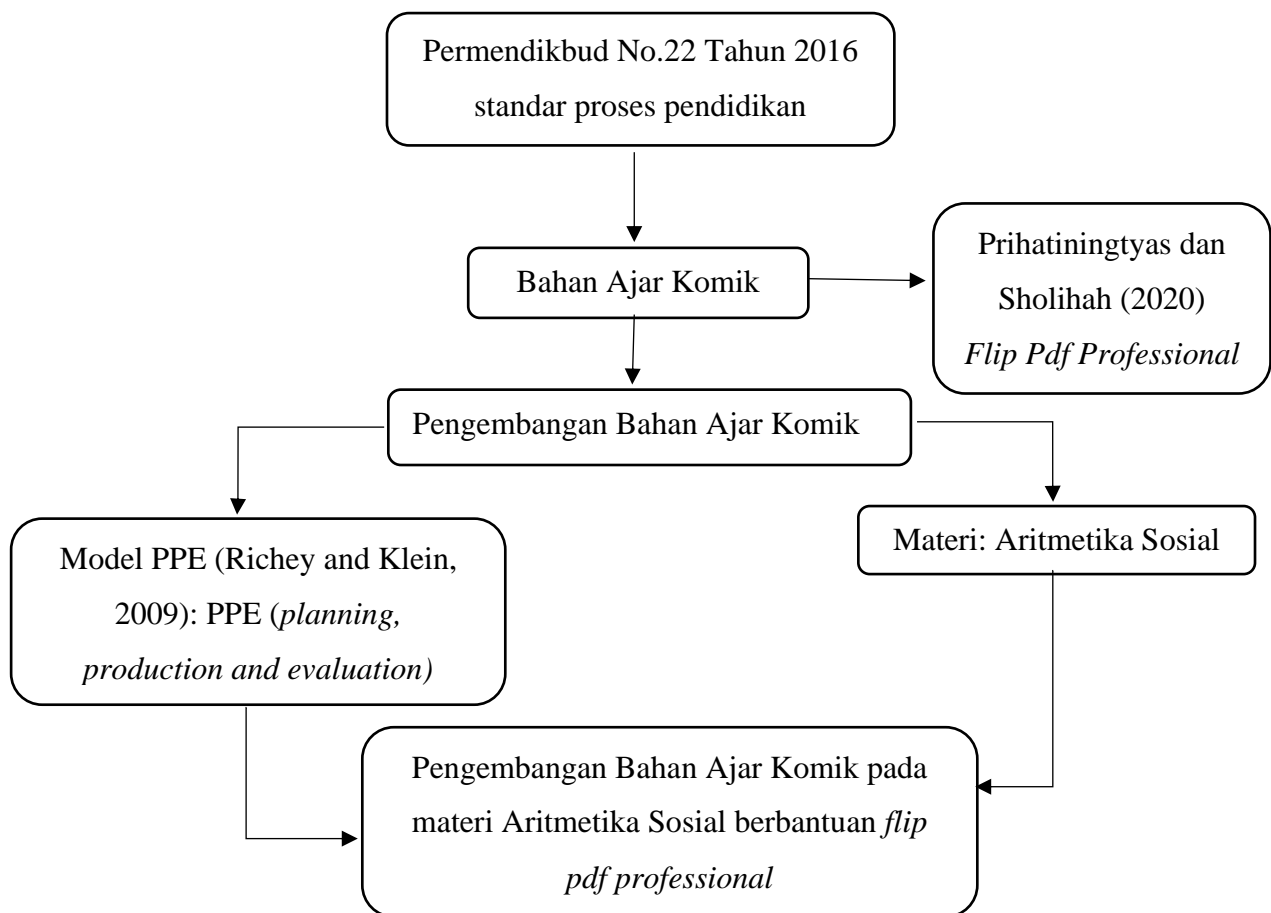 Permendikbud No.22 Tahun 2016
standar proses pendidikan
Bahan Ajar Komik
Prihatiningtyas dan
Sholihah (2020)
Flip Pdf Professional
Pengembangan Bahan Ajar Komik
Model PPE (Richey and Klein,
2009): PPE (planning,
production and evaluation)
Materi: Aritmetika Sosial
Pengembangan Bahan Ajar Komik pada
materi Aritmetika Sosial berbantuan flip
pdf professional